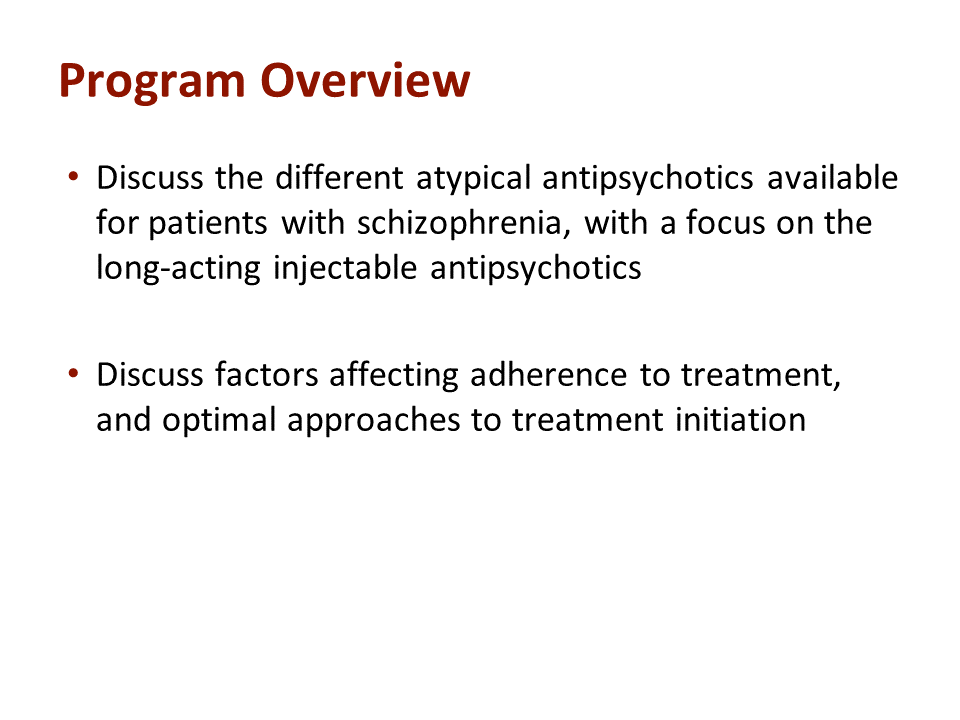 Program Overview
• Discuss the different atypical antipsychotics available
for patients with schizophrenia, with a focus on the
long-acting injectable antipsychotics
• Discuss factors affecting adherence to treatment,
and optimal approaches to treatment initiation